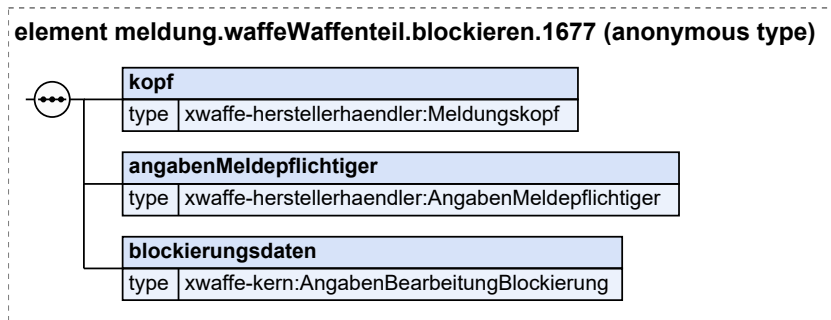 element meldung.waffeWaffenteil.blockieren.1677 (anonymous type)
kopf
type xwaffe-herstellerhaendler:Meldungskopf
angabenMeldepflichtiger
type xwaffe-herstellerhaendler:AngabenMeldepflichtiger
blockierungsdaten
type xwaffe-kern:AngabenBearbeitungBlockierung